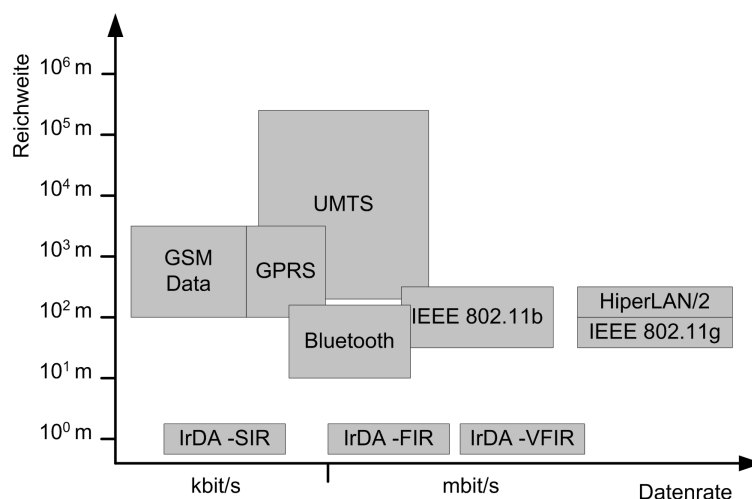 Reichweite
10⁶ m
10⁵ m
10⁴ m
10³ m
10² m
10¹ m
10⁰ m
UMTS
GSM
Data
GPRS
HiperLAN/2
IEEE 802.11b
IEEE 802.11g
Bluetooth
IrDA -SIR
IrDA -FIR
IrDA -VFIR
kbit/s
mbit/s
Datenrate